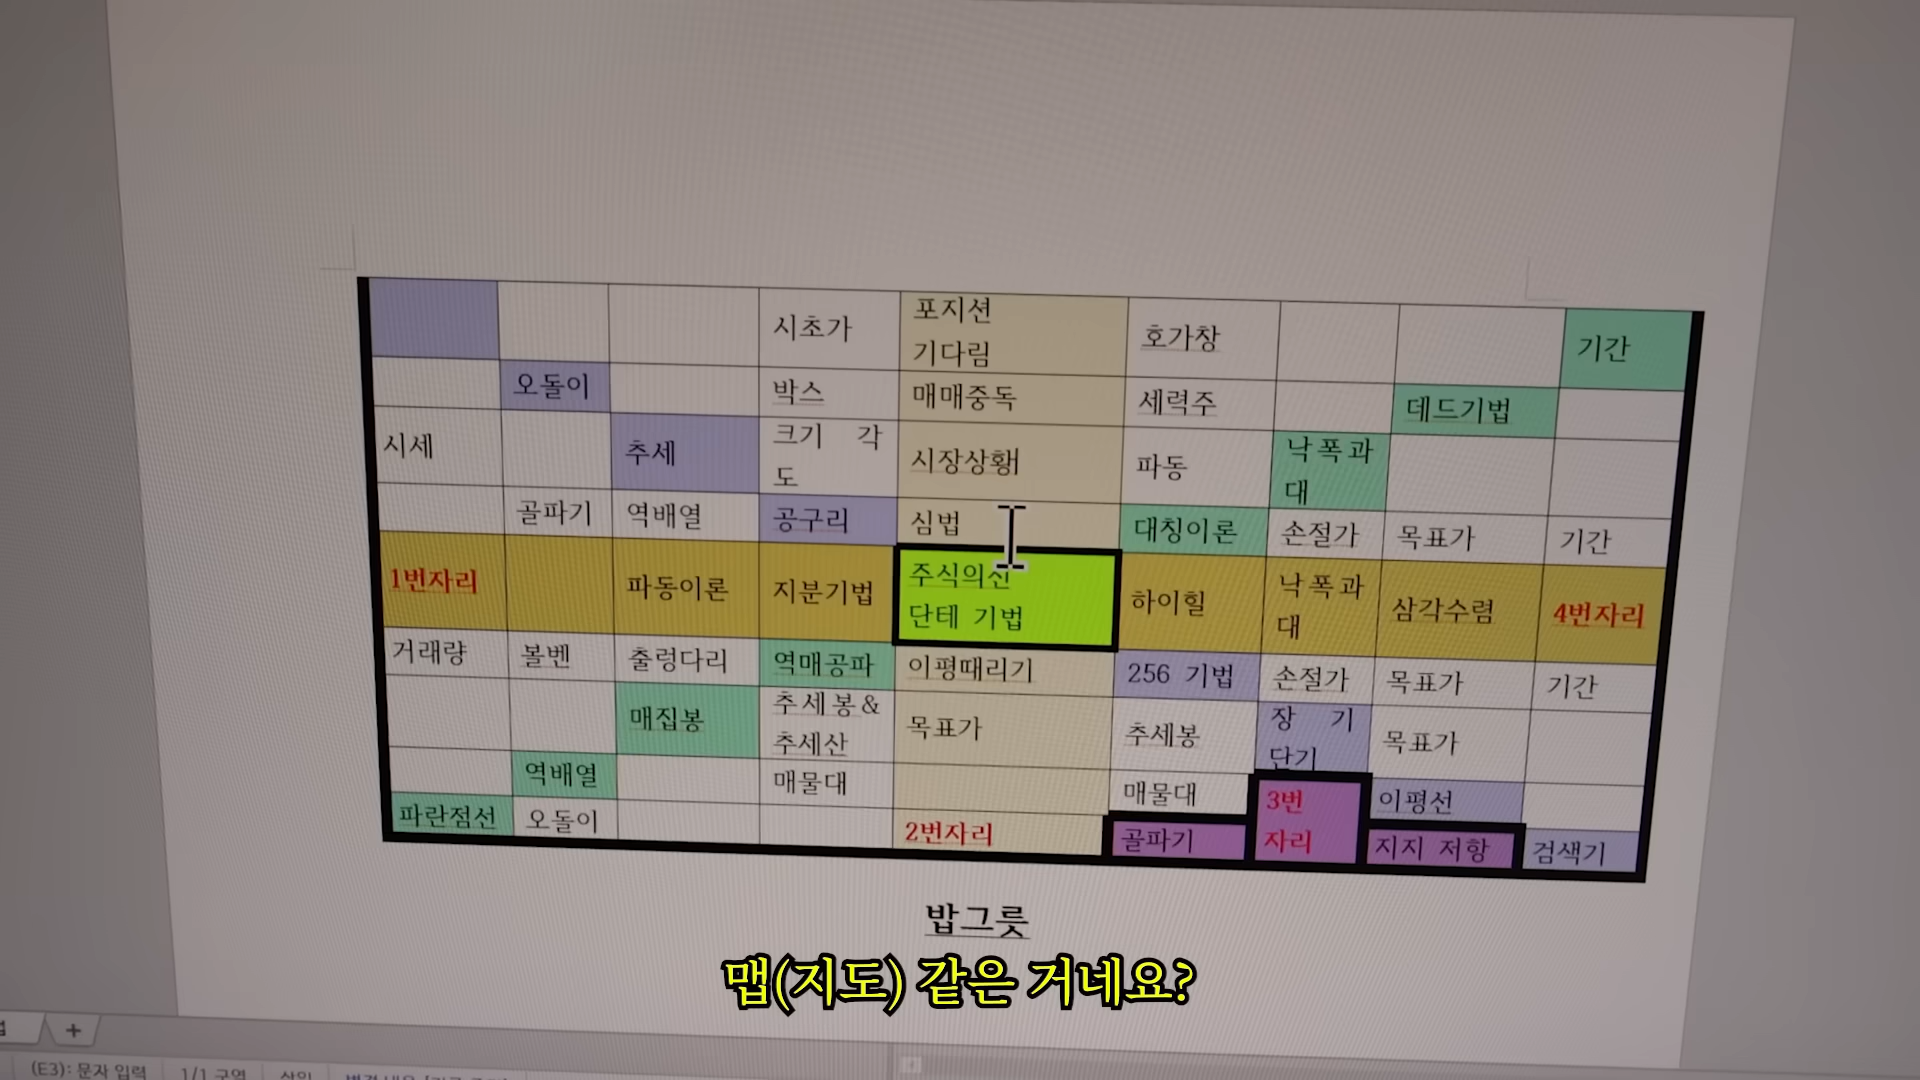 시초가 포지션 호가창 기간
기다림
오돌이 박스 매매중독 세력주 데드기법
시세 추세 크기 각 시장상황 파동 낙폭과
도 대
골파기 역배열 공구리 심법 대칭이론 손절가 목표가 기간
1번자리 파동이론 지분기법 주식의신 하이힐 낙폭과 삼각수렴 4번자리
단테 기법 대
거래량 볼벤 출렁다리 역매공파 이평때리기 256 기법 손절가 목표가 기간
매집봉 추세봉& 목표가 추세봉 장 기 목표가
추세산 단기
역배열 매물대 매물대 3번 이평선
파란점선 오돌이 2번자리 골파기 자리 지지 저항 검색기
밥그릇
맵(지도) 같은 거네요?
(E3): 문자 입력 1/1 구역